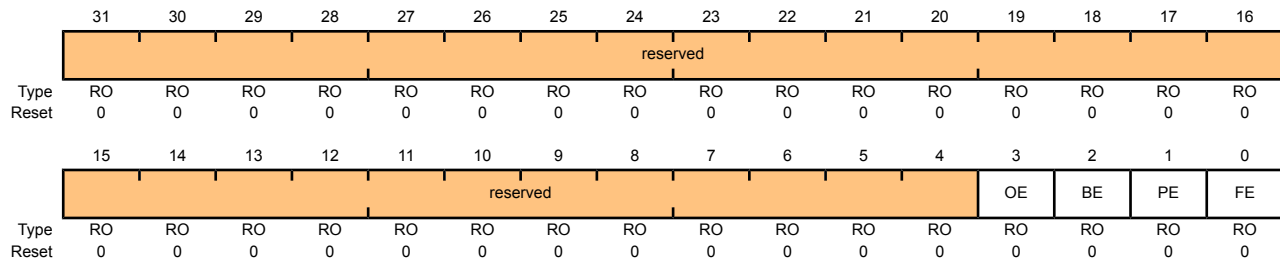 31 30 29 28 27 26 25 24 23 22 21 20 19 18 17 16
reserved
Type RO RO RO RO RO RO RO RO RO RO RO RO RO RO RO RO
Reset 0 0 0 0 0 0 0 0 0 0 0 0 0 0 0 0
15 14 13 12 11 10 9 8 7 6 5 4 3 2 1 0
reserved OE BE PE FE
Type RO RO RO RO RO RO RO RO RO RO RO RO RO RO RO RO
Reset 0 0 0 0 0 0 0 0 0 0 0 0 0 0 0 0